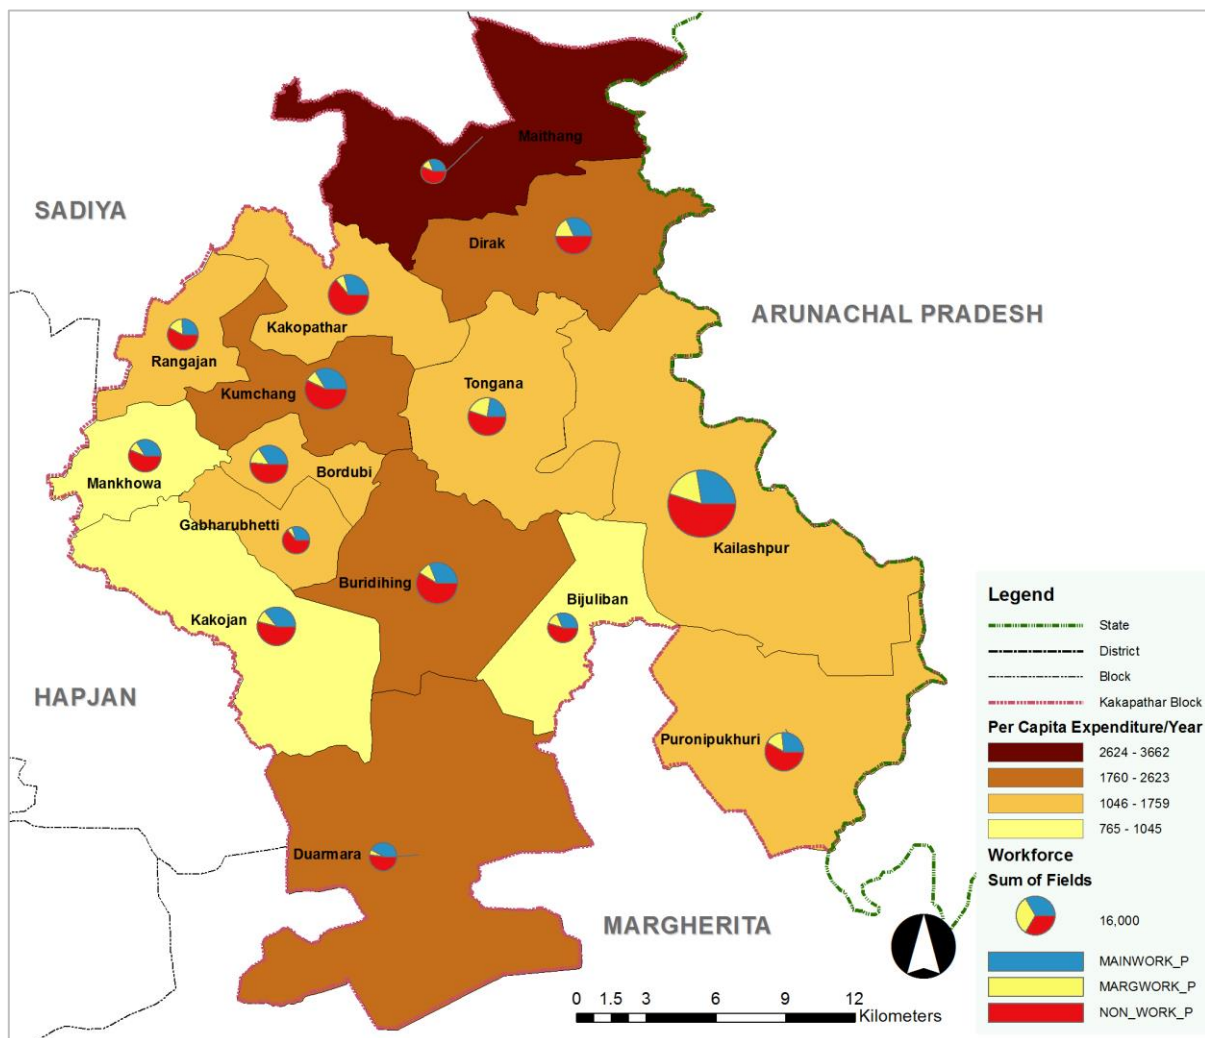 Maithang
SADIYA
Dirak
ARUNACHAL PRADESH
Kakopathar
Rangajan
Kumchang
Tongana
Bordubi
Mankhowa
Gabharubhetti
Kailashpur
Buridihing
Bijuliban
Kakojan
HAPJAN
Puronipukhuri
Duarmara
MARGHERITA
0 1.5 3 6 9 12
Kilometers
Legend
State
District
Block
Kakapathar Block
Per Capita Expenditure/Year
2624 - 3662
1760 - 2623
1046 - 1759
765 - 1045
Workforce
Sum of Fields
16,000
MAINWORK_P
MARGWORK_P
NON_WORK_P